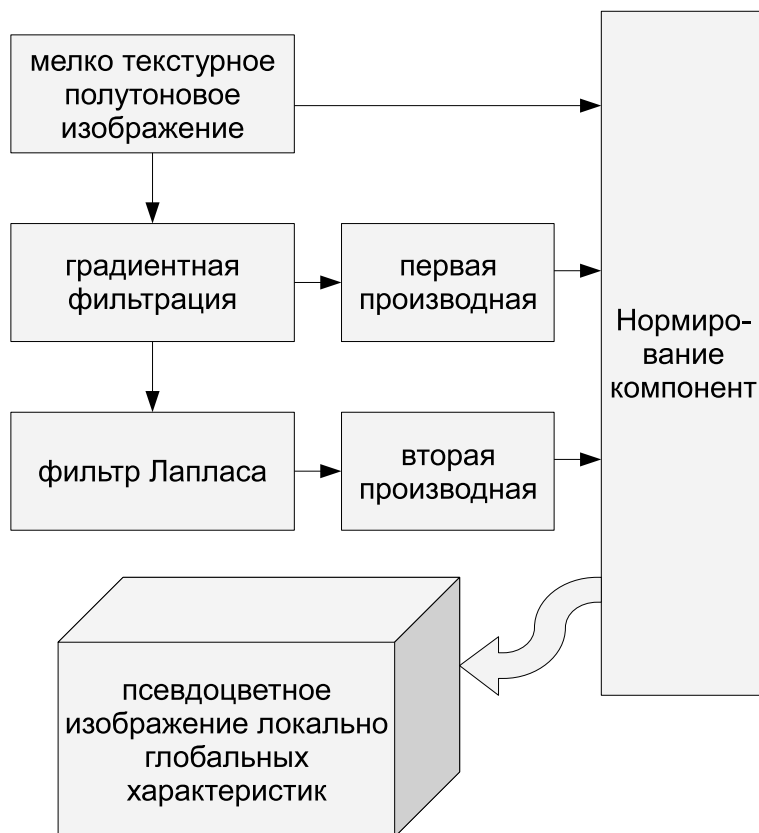 мелко текстурное
полутоновое
изображение
градиентная
фильтрация
первая
производная
фильтр Лапласа
вторая
производная
Нормиро-
вание
компонент
псевдоцветное
изображение локально
глобальных
характеристик